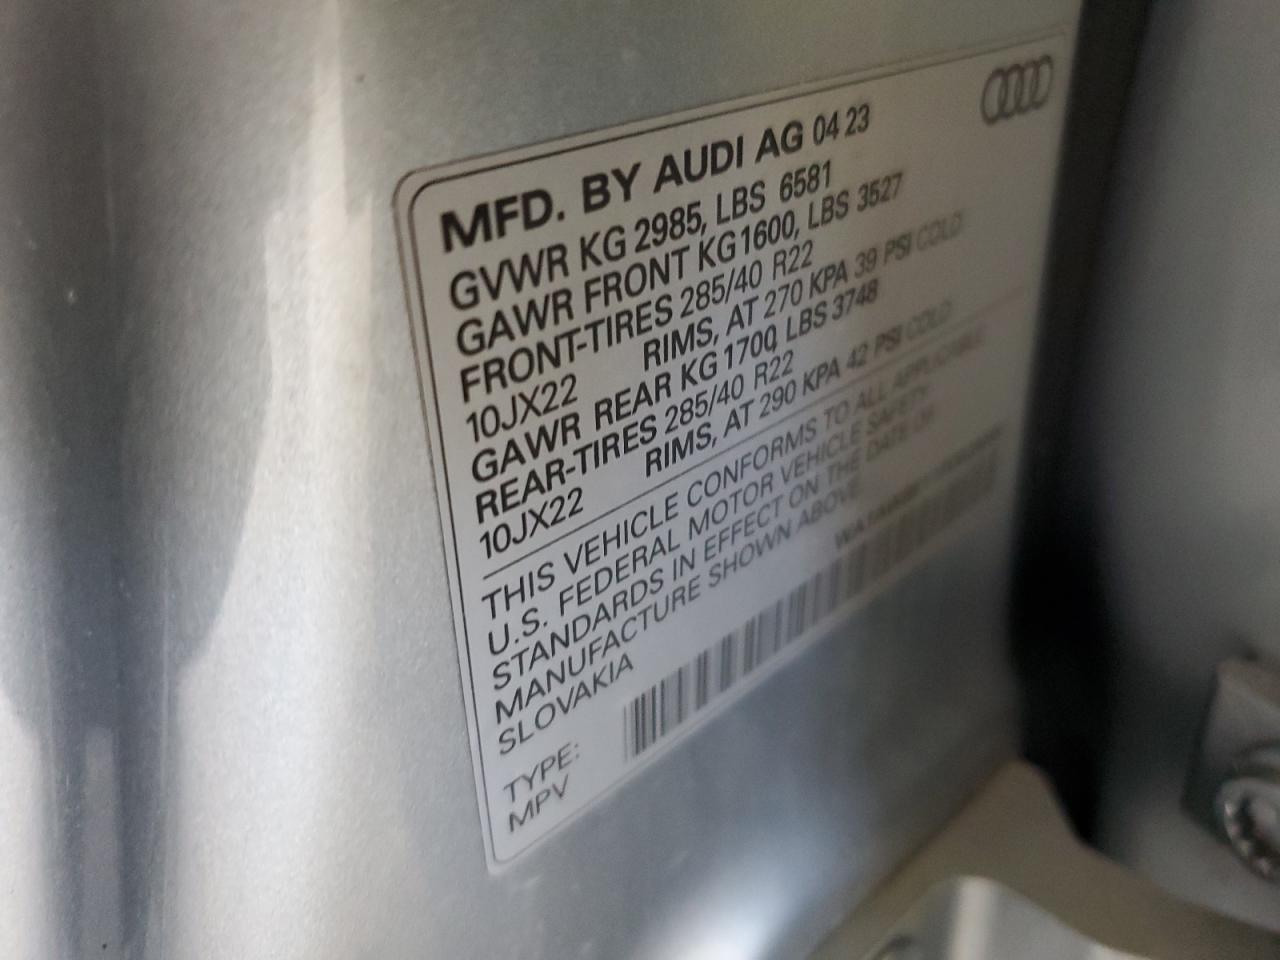 MFD. BY AUDI AG 04 23
GVWR KG 2985, LBS 6581
GAWR FRONT KG 1600, LBS 3527
FRONT-TIRES 285/40 R22
10JX22 RIMS, AT 270 KPA 39 PSI COLD
GAWR REAR KG 1700, LBS 3748
REAR-TIRES 285/40 R22
10JX22 RIMS, AT 290 KPA 42 PSI COLD
THIS VEHICLE CONFORMS TO ALL APPLICABLE
U.S. FEDERAL MOTOR VEHICLE SAFETY
STANDARDS IN EFFECT ON THE DATE OF
MANUFACTURE SHOWN ABOVE
SLOVAKIA
TYPE:
MPV